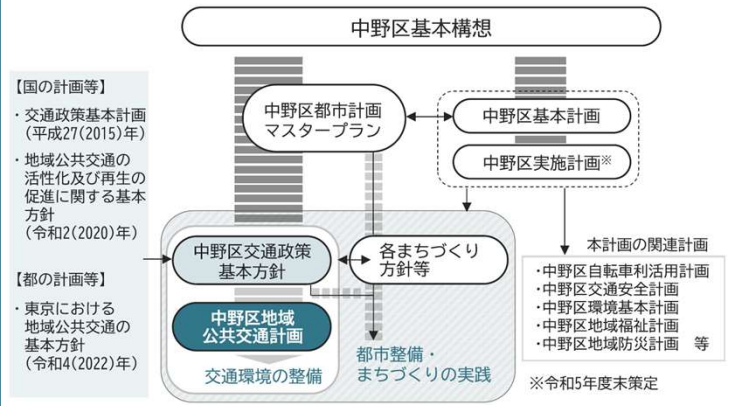 中野区基本構想
【国の計画等】
・交通政策基本計画
(平成27(2015)年)
・地域公共交通の
活性化及び再生の
促進に関する基本
方針
(令和2(2020)年)
【都の計画等】
・東京における
地域公共交通の
基本方針
(令和4(2022)年)
中野区都市計画
マスタープラン
中野区基本計画
中野区実施計画※
中野区交通政策
基本方針
各まちづくり
方針等
中野区地域
公共交通計画
交通環境の整備
都市整備・
まちづくりの実践
本計画の関連計画
・中野区自転車利活用計画
・中野区交通安全計画
・中野区環境基本計画
・中野区地域福祉計画
・中野区地域防災計画　等
※令和5年度末策定